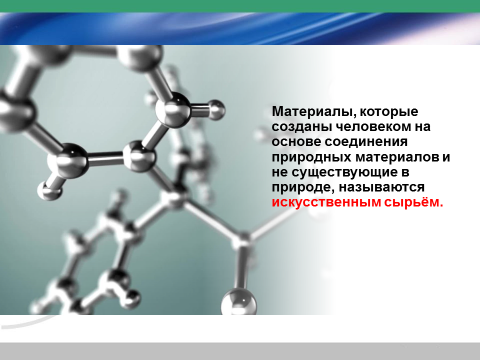 Материалы, которые
созданы человеком на
основе соединения
природных материалов и
не существующие в
природе, называются
искусственным сырьём.